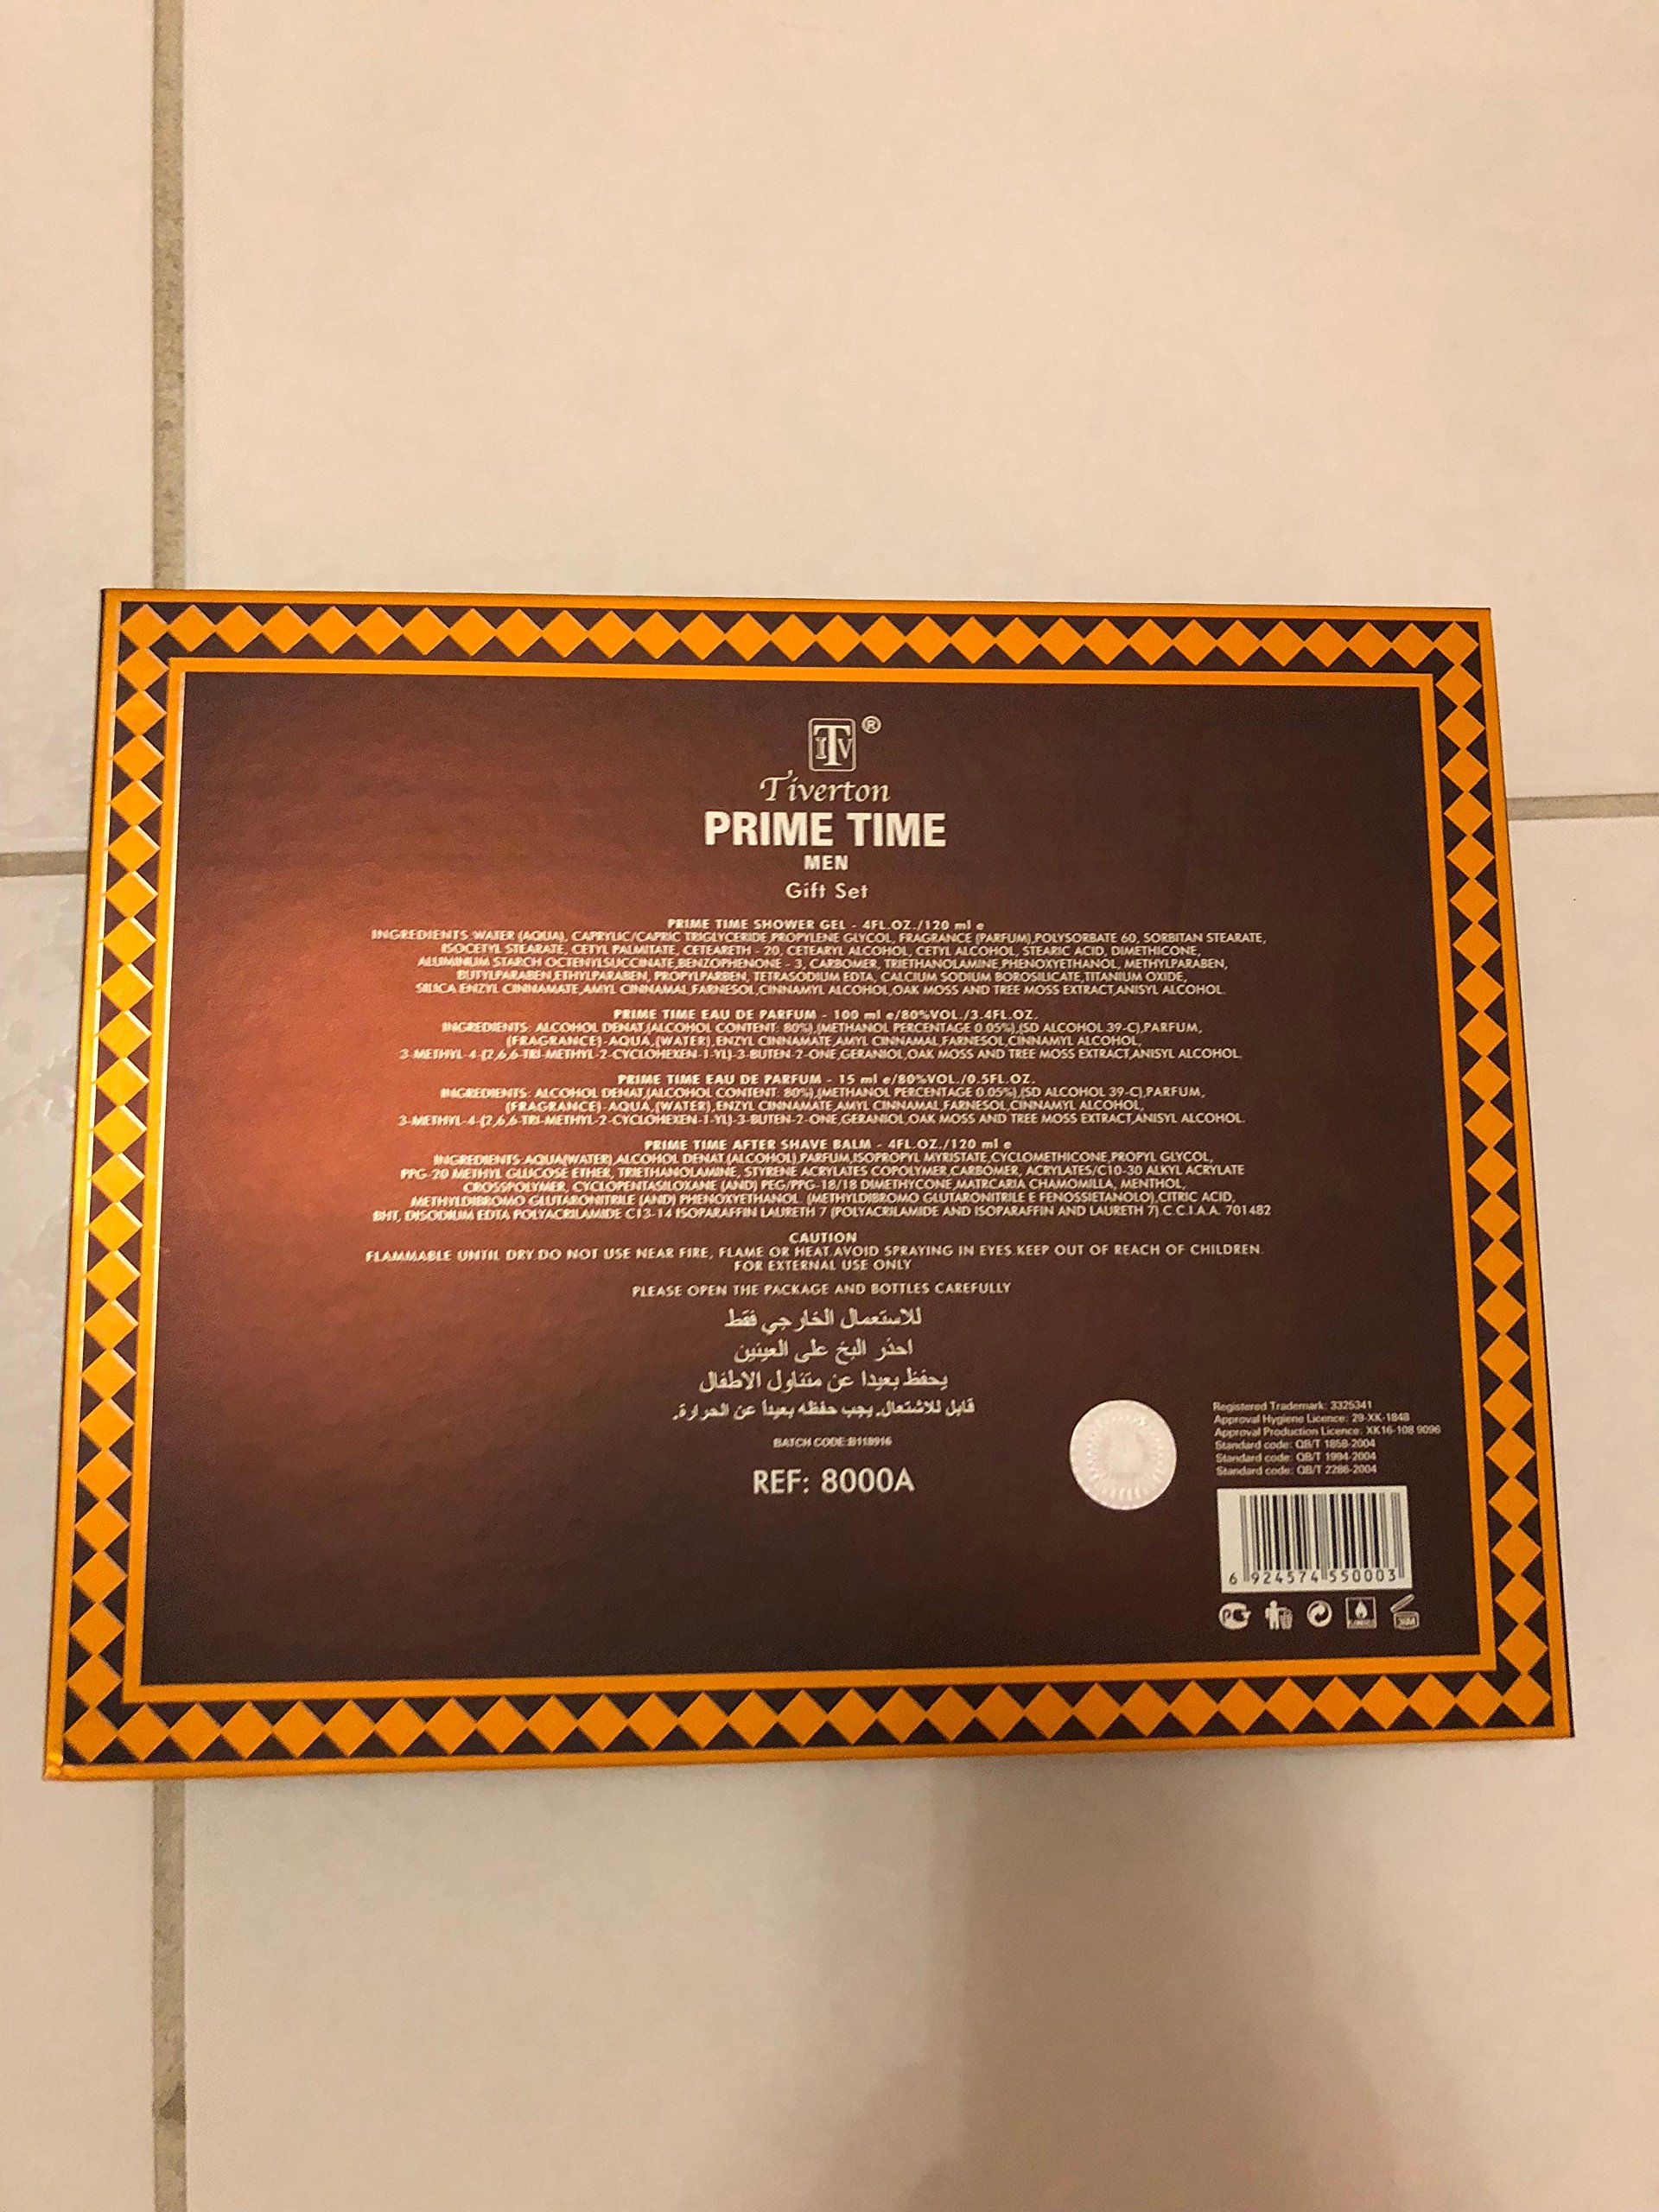 ITV®
Tiverton
PRIME TIME
MEN
Gift Set
PRIME TIME SHOWER GEL - 4FL.OZ./120 ml e
INGREDIENTS:WATER (AQUA), CAPRYLIC/CAPRIC TRIGLYCERIDE,PROPYLENE GLYCOL, FRAGRANCE (PARFUM),POLYSORBATE 60, SORBITAN STEARATE,
ISOCETYL STEARATE, CETYL PALMITATE, CETEARETH - 20, CETEARYL ALCOHOL, CETYL ALCOHOL, STEARIC ACID, DIMETHICONE,
ALUMINUM STARCH OCTENYLSUCCINATE,BENZOPHENONE - 3, CARBOMER, TRIETHANOLAMINE,PHENOXYETHANOL, METHYLPARABEN,
BUTYLPARABEN,ETHYLPARABEN, PROPYLPARBEN, TETRASODIUM EDTA, CALCIUM SODIUM BOROSILICATE,TITANIUM OXIDE,
SILICA ENZYL CINNAMATE,AMYL CINNAMAL,FARNESOL,CINNAMYL ALCOHOL,OAK MOSS AND TREE MOSS EXTRACT,ANISYL ALCOHOL.
PRIME TIME EAU DE PARFUM - 100 ml e/80%VOL./3.4FL.OZ.
INGREDIENTS: ALCOHOL DENAT,(ALCOHOL CONTENT: 80%),(METHANOL PERCENTAGE 0.05%),(SD ALCOHOL 39-C),PARFUM,
(FRAGRANCE)-AQUA,(WATER),ENZYL CINNAMATE,AMYL CINNAMAL,FARNESOL,CINNAMYL ALCOHOL,
3-METHYL-4-(2,6,6-TRI-METHYL-2-CYCLOHEXEN-1-YL)-3-BUTEN-2-ONE,GERANIOL,OAK MOSS AND TREE MOSS EXTRACT,ANISYL ALCOHOL.
PRIME TIME EAU DE PARFUM - 15 ml e/80%VOL./0.5FL.OZ.
INGREDIENTS: ALCOHOL DENAT,(ALCOHOL CONTENT: 80%),(METHANOL PERCENTAGE 0.05%),(SD ALCOHOL 39-C),PARFUM,
(FRAGRANCE)-AQUA,(WATER),ENZYL CINNAMATE,AMYL CINNAMAL,FARNESOL,CINNAMYL ALCOHOL,
3-METHYL-4-(2,6,6-TRI-METHYL-2-CYCLOHEXEN-1-YL)-3-BUTEN-2-ONE,GERANIOL,OAK MOSS AND TREE MOSS EXTRACT,ANISYL ALCOHOL.
PRIME TIME AFTER SHAVE BALM - 4FL.OZ./120 ml e
INGREDIENTS:AQUA(WATER),ALCOHOL DENAT.(ALCOHOL),PARFUM,ISOPROPYL MYRISTATE,CYCLOMETHICONE,PROPYL GLYCOL,
PPG-20 METHYL GLUCOSE ETHER, TRIETHANOLAMINE, STYRENE ACRYLATES COPOLYMER,CARBOMER, ACRYLATES/C10-30 ALKYL ACRYLATE
CROSSPOLYMER, CYCLOPENTASILOXANE (AND) PEG/PPG-18/18 DIMETHYCONE,MATRCARIA CHAMOMILLA, MENTHOL,
METHYLDIBROMO GLUTARONITRILE (AND) PHENOXYETHANOL. (METHYLDIBROMO GLUTARONITRILE E FENOSSIETANOLO),CITRIC ACID,
BHT, DISODIUM EDTA POLYACRILAMIDE C13-14 ISOPARAFFIN LAURETH 7 (POLYACRILAMIDE AND ISOPARAFFIN AND LAURETH 7).C.C.I.A.A. 701482
CAUTION
FLAMMABLE UNTIL DRY.DO NOT USE NEAR FIRE, FLAME OR HEAT.AVOID SPRAYING IN EYES.KEEP OUT OF REACH OF CHILDREN.
FOR EXTERNAL USE ONLY
PLEASE OPEN THE PACKAGE AND BOTTLES CAREFULLY
للاستعمال الخارجي فقط
احذر البخ على العينين
يحفظ بعيدا عن متناول الاطفال
قابل للاشتعال, يجب حفظه بعيداً عن الحرارة.
BATCH CODE:B118916
REF: 8000A
Registered Trademark: 3325341
Approval Hygiene Licence: 29-XK-1848
Approval Production Licence: XK16-108 9096
Standard code: QB/T 1858-2004
Standard code: QB/T 1994-2004
Standard code: QB/T 2286-2004
6 924574 550003
36M